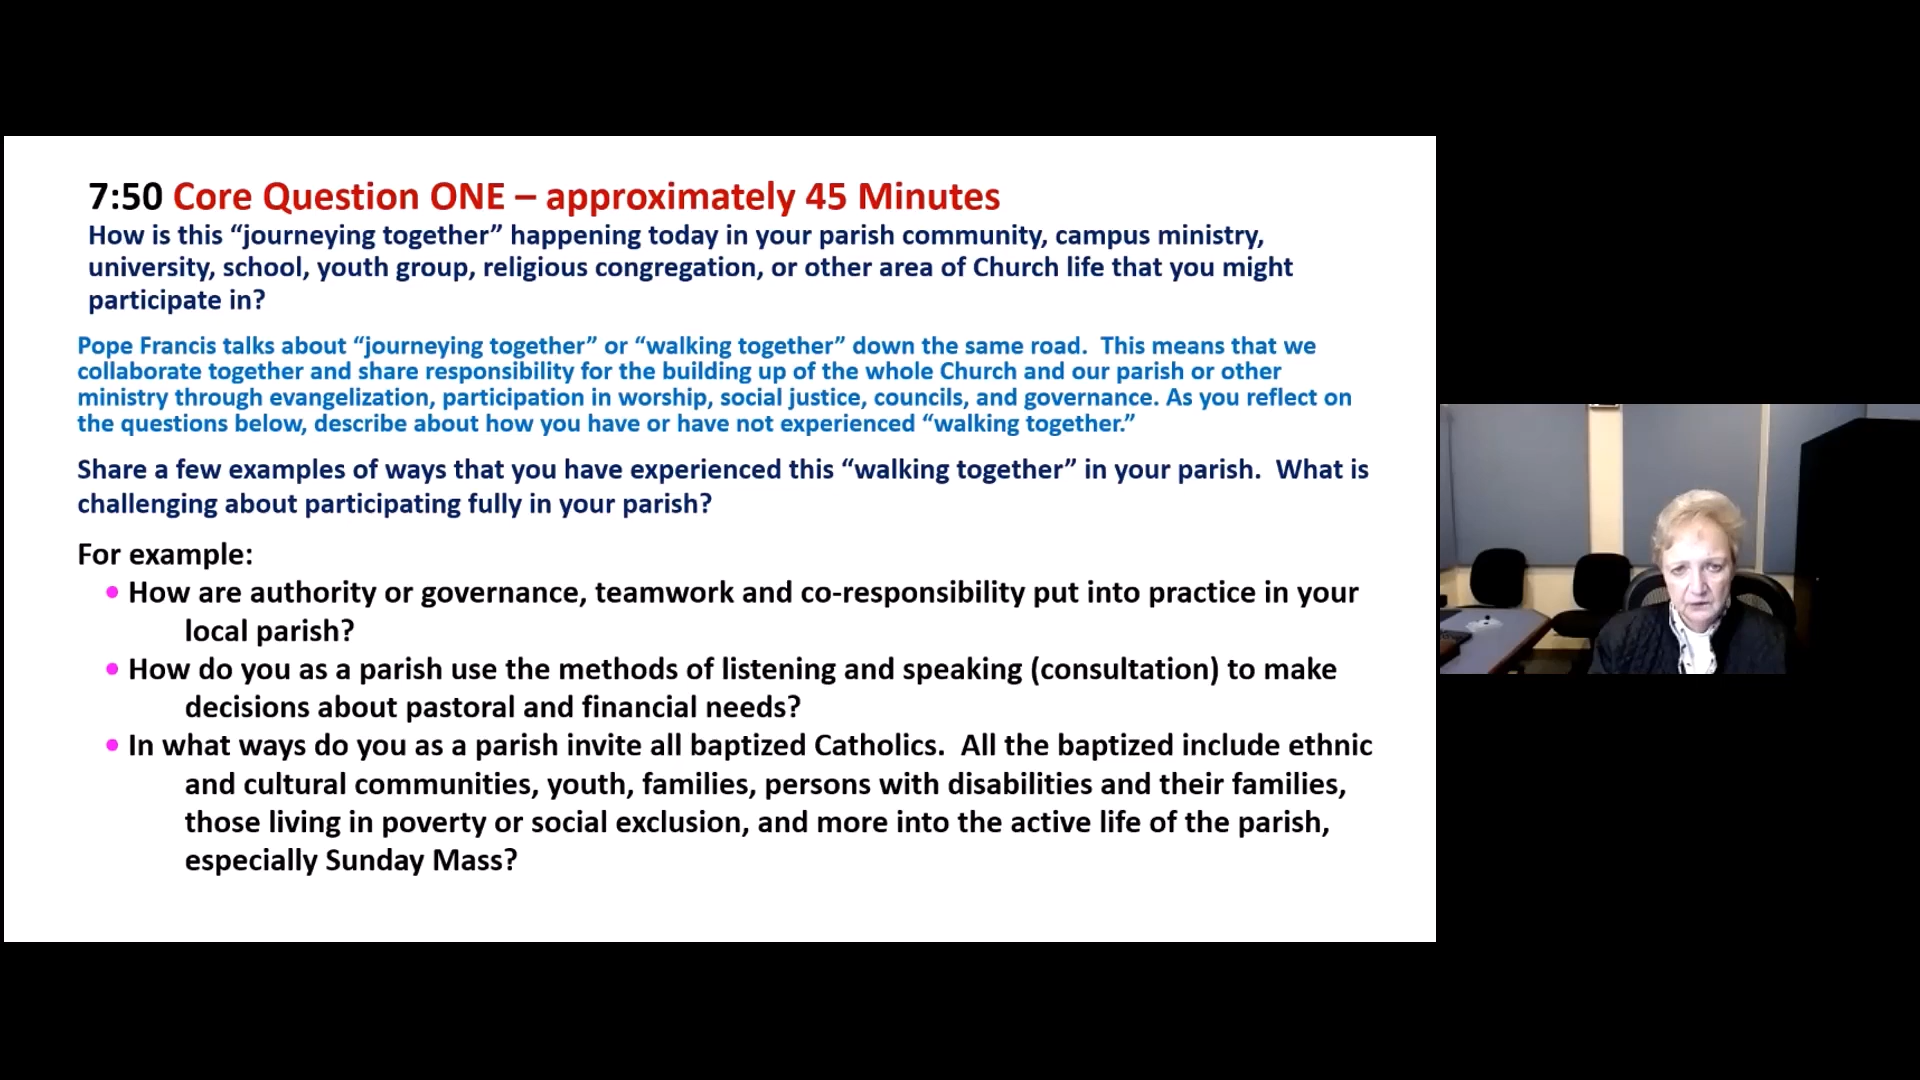 7:50 Core Question ONE – approximately 45 Minutes
How is this “journeying together” happening today in your parish community, campus ministry,
university, school, youth group, religious congregation, or other area of Church life that you might
participate in?
Pope Francis talks about “journeying together” or “walking together” down the same road.  This means that we
collaborate together and share responsibility for the building up of the whole Church and our parish or other
ministry through evangelization, participation in worship, social justice, councils, and governance. As you reflect on
the questions below, describe about how you have or have not experienced “walking together.”
Share a few examples of ways that you have experienced this “walking together” in your parish.  What is
challenging about participating fully in your parish?
For example:
• How are authority or governance, teamwork and co-responsibility put into practice in your
local parish?
• How do you as a parish use the methods of listening and speaking (consultation) to make
decisions about pastoral and financial needs?
• In what ways do you as a parish invite all baptized Catholics.  All the baptized include ethnic
and cultural communities, youth, families, persons with disabilities and their families,
those living in poverty or social exclusion, and more into the active life of the parish,
especially Sunday Mass?